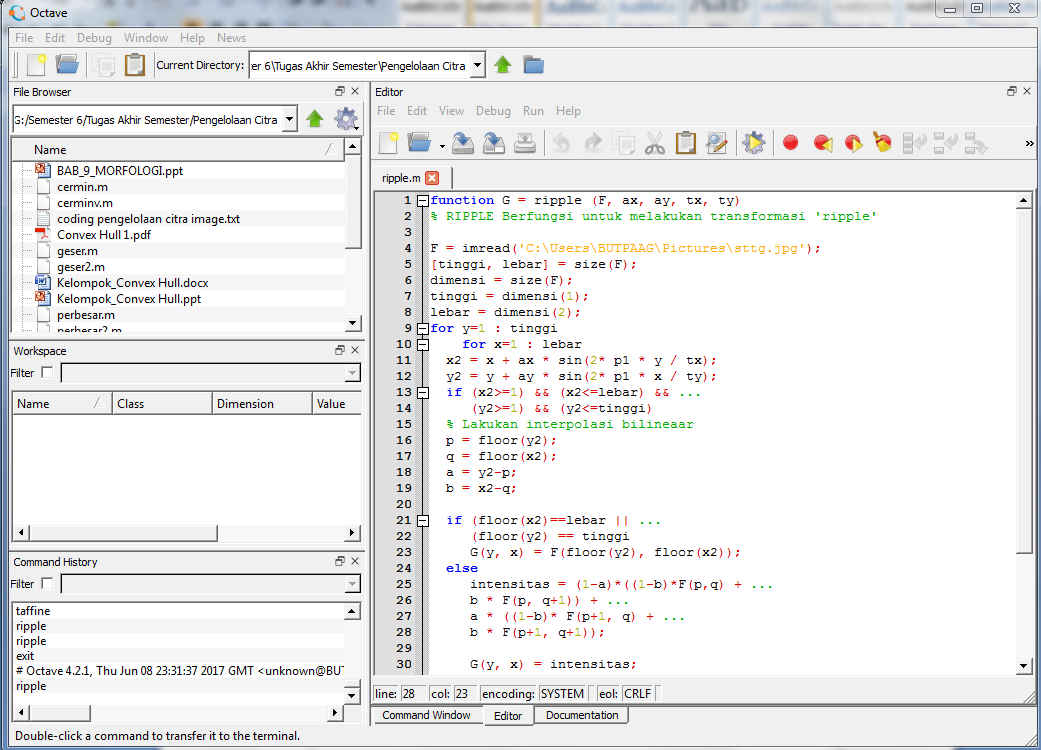 Octave
File Edit Debug Window Help News
Current Directory: er 6\Tugas Akhir Semester\Pengelolaan Citra
File Browser
G:/Semester 6/Tugas Akhir Semester/Pengelolaan Citra
Name
BAB_9_MORFOLOGI.ppt
cermin.m
cerminv.m
coding pengelolaan citra image.txt
Convex Hull 1.pdf
geser.m
geser2.m
Kelompok_Convex Hull.docx
Kelompok_Convex Hull.ppt
perbesar.m
perbesar2.m
Workspace
Filter
Name Class Dimension Value
Command History
Filter
taffine
ripple
ripple
exit
# Octave 4.2.1, Thu Jun 08 23:31:37 2017 GMT <unknown@BUT
ripple
Editor
File Edit View Debug Run Help
»
ripple.m
1 function G = ripple (F, ax, ay, tx, ty)
2 % RIPPLE Berfungsi untuk melakukan transformasi 'ripple'
3
4 F = imread('C:\Users\BUTPAAG\Pictures\sttg.jpg');
5 [tinggi, lebar] = size(F);
6 dimensi = size(F);
7 tinggi = dimensi(1);
8 lebar = dimensi(2);
9 for y=1 : tinggi
10 for x=1 : lebar
11 x2 = x + ax * sin(2* p1 * y / tx);
12 y2 = y + ay * sin(2* p1 * x / ty);
13 if (x2>=1) && (x2<=lebar) && ...
14 (y2>=1) && (y2<=tinggi)
15 % Lakukan interpolasi bilineaar
16 p = floor(y2);
17 q = floor(x2);
18 a = y2-p;
19 b = x2-q;
20
21 if (floor(x2)==lebar || ...
22 (floor(y2) == tinggi
23 G(y, x) = F(floor(y2), floor(x2));
24 else
25 intensitas = (1-a)*((1-b)*F(p,q) + ...
26 b * F(p, q+1)) + ...
27 a * ((1-b)* F(p+1, q) + ...
28 b * F(p+1, q+1));
29
30 G(y, x) = intensitas;
line: 28 col: 23 encoding: SYSTEM eol: CRLF
Command Window Editor Documentation
Double-click a command to transfer it to the terminal.